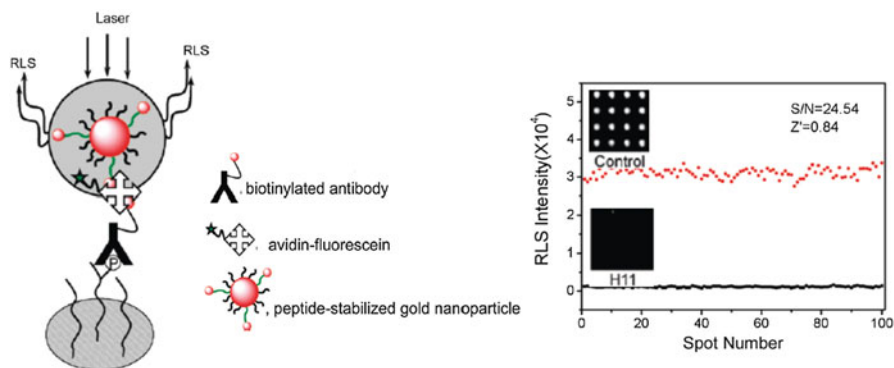 Laser
RLS
RLS
P
, biotinylated antibody
, avidin-fluorescein
, peptide-stabilized gold nanoparticle
RLS Intensity(X10⁴)
5
4
3
2
1
0
S/N=24.54
Z'=0.84
Control
H11
0
20
40
60
80
100
Spot Number